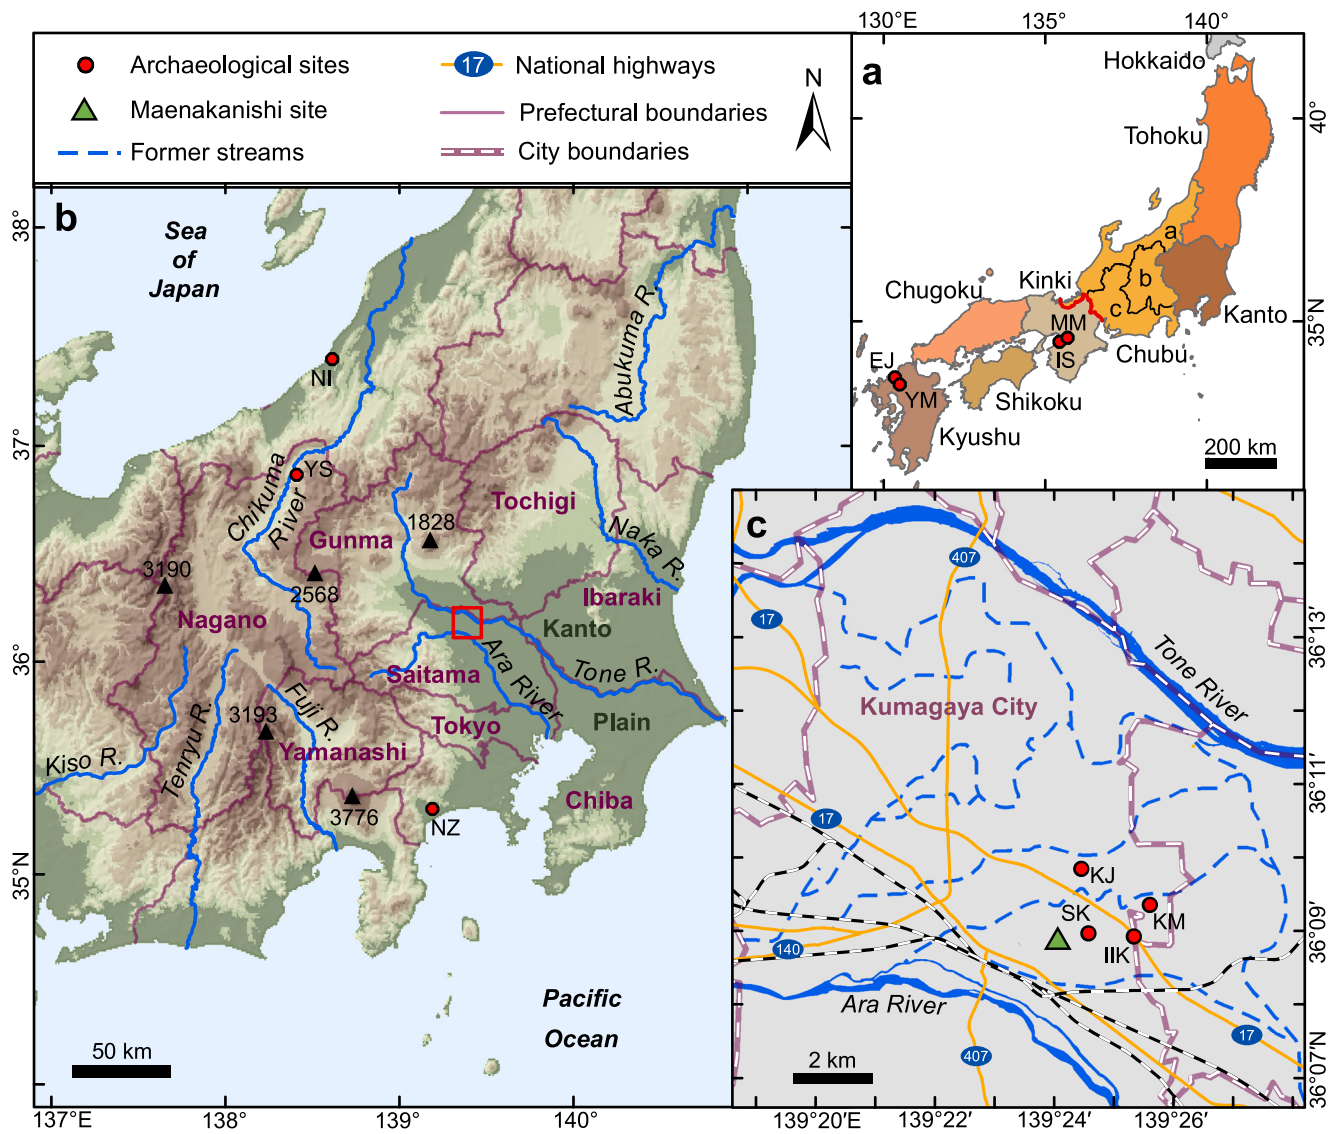 Archaeological sites
Maenakanishi site
Former streams
17
National highways
Prefectural boundaries
City boundaries
N
130°E
135°
140°
a
Hokkaido
Tohoku
40°
a
b
c
Kinki
Chugoku
Kanto
35°N
MM
IS
Chubu
EJ
YM
Shikoku
Kyushu
200 km
b
38°
37°
36°
35°N
Sea
of
Japan
NI
Abukuma R.
YS
Chikuma
River
1828
Tochigi
Gunma
Naka R.
3190
2568
Ibaraki
Nagano
Kanto
Saitama
Ara River
Tone R.
Fuji R.
3193
Tokyo
Plain
Tenryu R.
Yamanashi
Kiso R.
3776
NZ
Chiba
Pacific
Ocean
50 km
137°E
138°
139°
140°
c
407
17
Tone River
Kumagaya City
17
KJ
SK
KM
IIK
140
Ara River
17
407
2 km
36°13′
36°11′
36°09′
36°07′N
139°20′E
139°22′
139°24′
139°26′